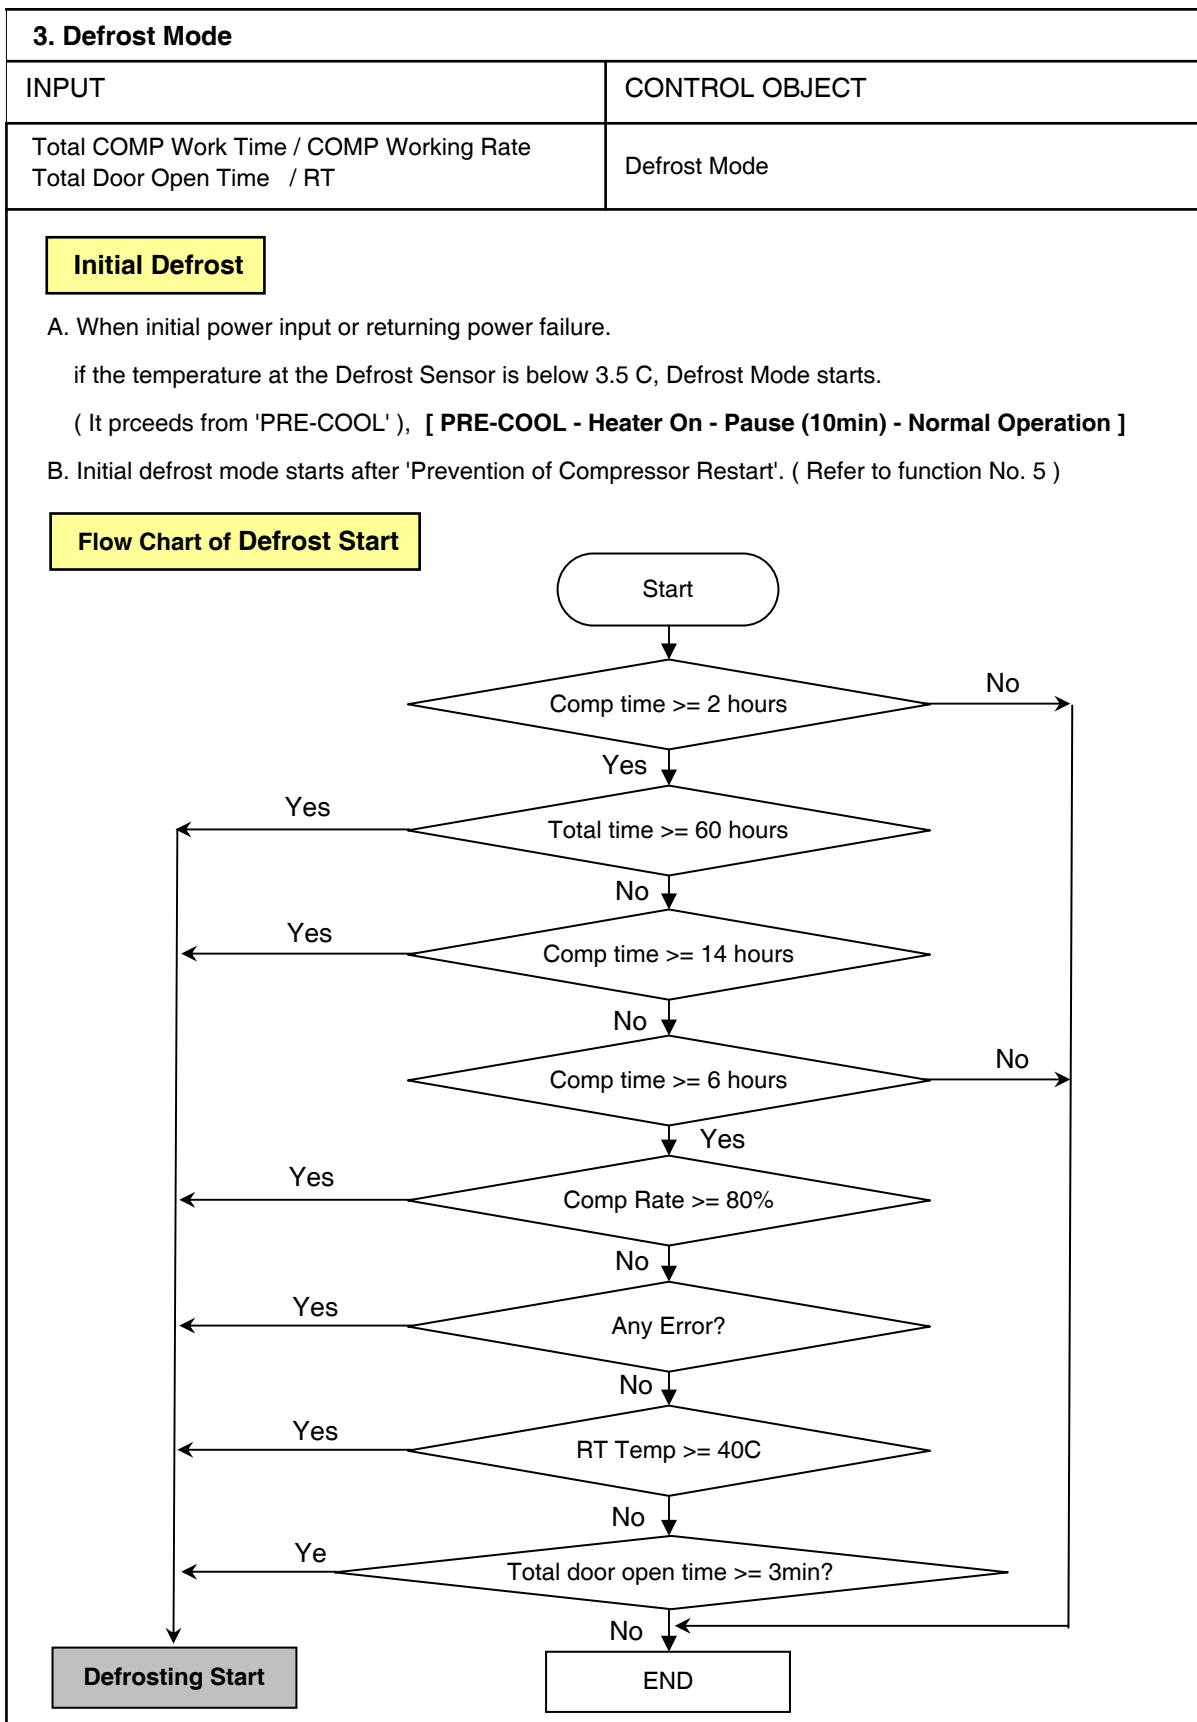 3. Defrost Mode
INPUT
CONTROL OBJECT
Total COMP Work Time / COMP Working Rate
Total Door Open Time / RT
Defrost Mode
Initial Defrost
A. When initial power input or returning power failure.
if the temperature at the Defrost Sensor is below 3.5 C, Defrost Mode starts.
( It prceeds from 'PRE-COOL' ), [ PRE-COOL - Heater On - Pause (10min) - Normal Operation ]
B. Initial defrost mode starts after 'Prevention of Compressor Restart'. ( Refer to function No. 5 )
Flow Chart of Defrost Start
Start
Comp time >= 2 hours
No
Yes
Total time >= 60 hours
Yes
No
Comp time >= 14 hours
Yes
No
Comp time >= 6 hours
No
Yes
Comp Rate >= 80%
Yes
No
Any Error?
Yes
No
RT Temp >= 40C
Yes
No
Total door open time >= 3min?
Ye
No
Defrosting Start
END